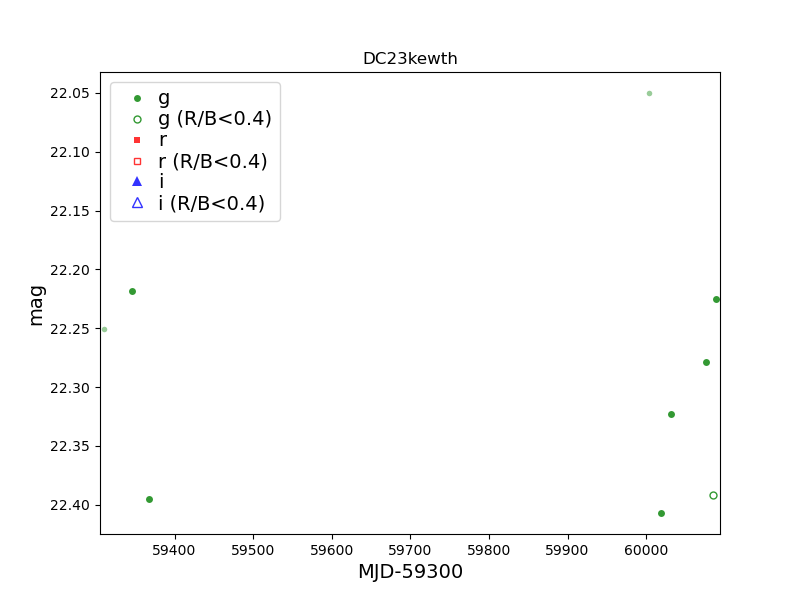 DC23kewth
22.05
22.10
22.15
22.20
22.25
22.30
22.35
22.40
mag
g
g (R/B<0.4)
r
r (R/B<0.4)
i
i (R/B<0.4)
59400 59500 59600 59700 59800 59900 60000
MJD-59300